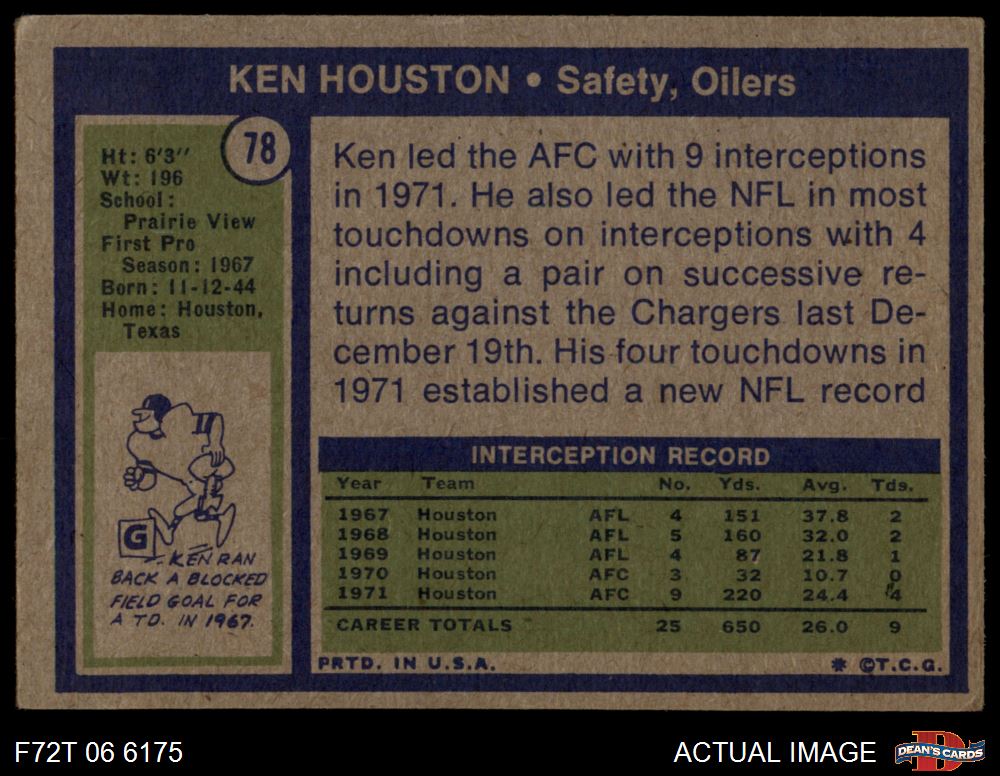 KEN HOUSTON • Safety, Oilers
78
Ht: 6'3''
Wt: 196
School:
Prairie View
First Pro
Season: 1967
Born: 11-12-44
Home: Houston,
Texas
G
KEN RAN
BACK A BLOCKED
FIELD GOAL FOR
A TD. IN 1967.
Ken led the AFC with 9 interceptions
in 1971. He also led the NFL in most
touchdowns on interceptions with 4
including a pair on successive re-
turns against the Chargers last De-
cember 19th. His four touchdowns in
1971 established a new NFL record
INTERCEPTION RECORD
Year Team No. Yds. Avg. Tds.
1967 Houston AFL 4 151 37.8 2
1968 Houston AFL 5 160 32.0 2
1969 Houston AFL 4 87 21.8 1
1970 Houston AFC 3 32 10.7 0
1971 Houston AFC 9 220 24.4 4
CAREER TOTALS 25 650 26.0 9
PRTD. IN U.S.A. * ©T.C.G.
F72T 06 6175 ACTUAL IMAGE DEAN'S CARDS